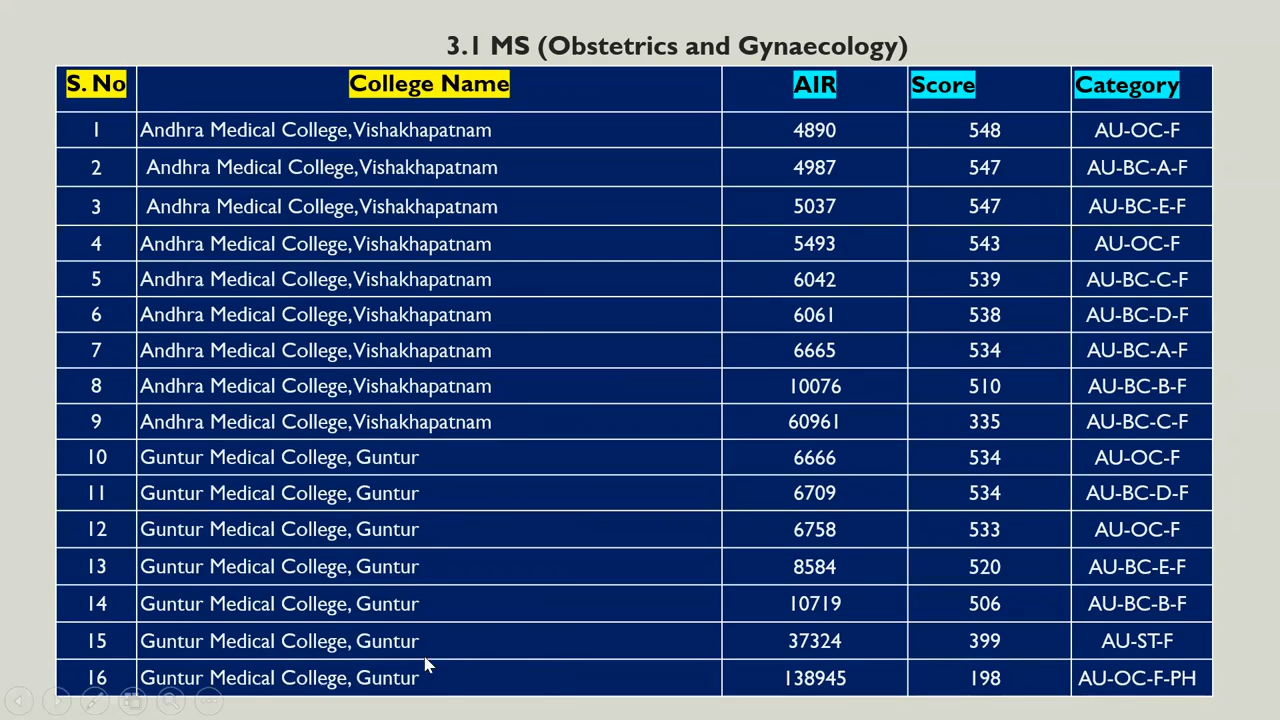 3.1 MS (Obstetrics and Gynaecology)
S. No College Name AIR Score Category
1 Andhra Medical College,Vishakhapatnam 4890 548 AU-OC-F
2 Andhra Medical College,Vishakhapatnam 4987 547 AU-BC-A-F
3 Andhra Medical College,Vishakhapatnam 5037 547 AU-BC-E-F
4 Andhra Medical College,Vishakhapatnam 5493 543 AU-OC-F
5 Andhra Medical College,Vishakhapatnam 6042 539 AU-BC-C-F
6 Andhra Medical College,Vishakhapatnam 6061 538 AU-BC-D-F
7 Andhra Medical College,Vishakhapatnam 6665 534 AU-BC-A-F
8 Andhra Medical College,Vishakhapatnam 10076 510 AU-BC-B-F
9 Andhra Medical College,Vishakhapatnam 60961 335 AU-BC-C-F
10 Guntur Medical College, Guntur 6666 534 AU-OC-F
11 Guntur Medical College, Guntur 6709 534 AU-BC-D-F
12 Guntur Medical College, Guntur 6758 533 AU-OC-F
13 Guntur Medical College, Guntur 8584 520 AU-BC-E-F
14 Guntur Medical College, Guntur 10719 506 AU-BC-B-F
15 Guntur Medical College, Guntur 37324 399 AU-ST-F
16 Guntur Medical College, Guntur 138945 198 AU-OC-F-PH